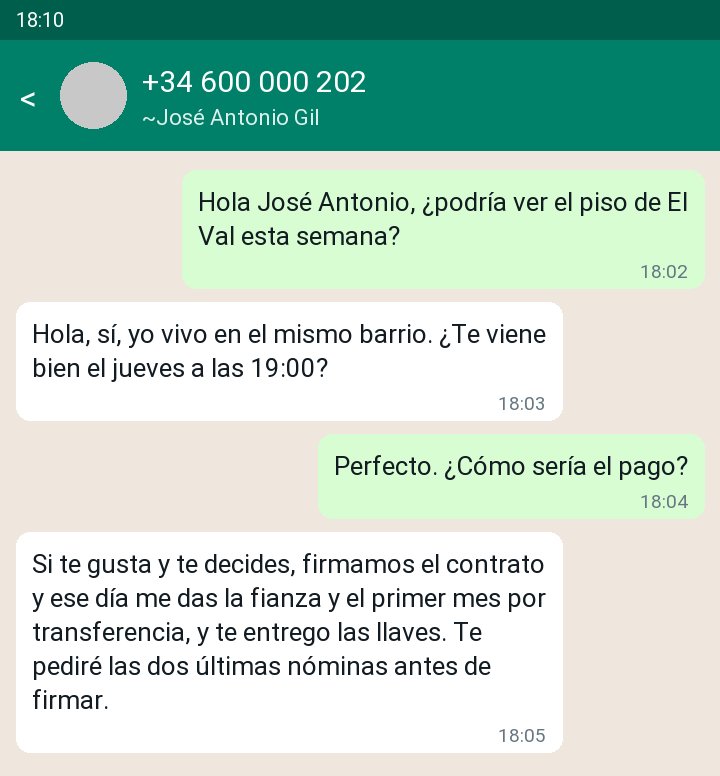 18:10
<
+34 600 000 202
~José Antonio Gil
Hola José Antonio, ¿podría ver el piso de El
Val esta semana?
18:02
Hola, sí, yo vivo en el mismo barrio. ¿Te viene
bien el jueves a las 19:00?
18:03
Perfecto. ¿Cómo sería el pago?
18:04
Si te gusta y te decides, firmamos el contrato
y ese día me das la fianza y el primer mes por
transferencia, y te entrego las llaves. Te
pediré las dos últimas nóminas antes de
firmar.
18:05